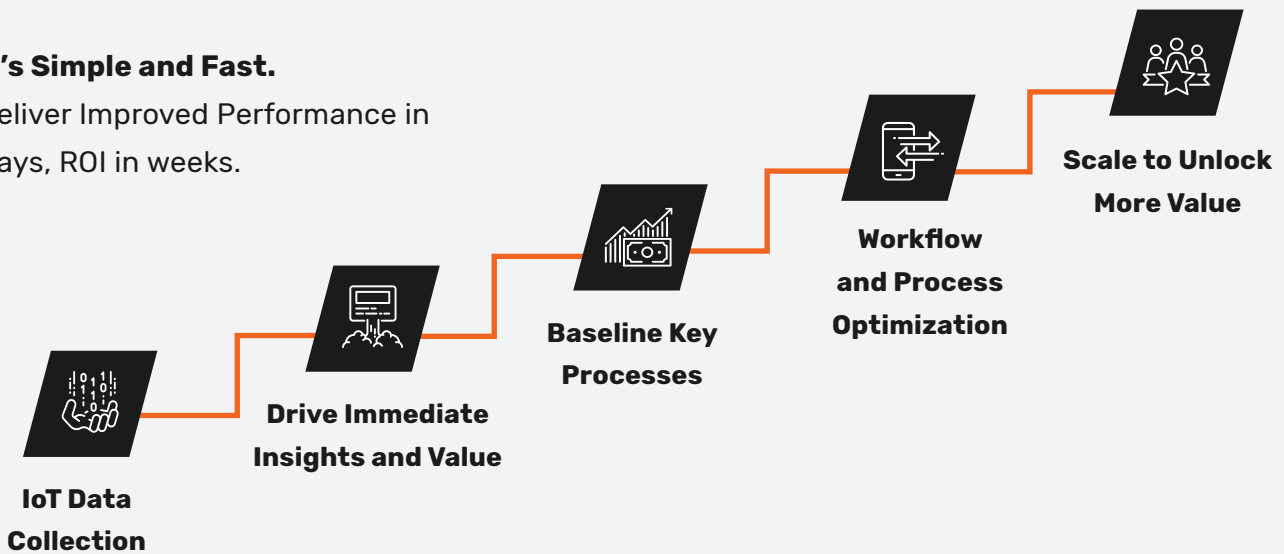 ’s Simple and Fast.
eliver Improved Performance in
ays, ROI in weeks.
Scale to Unlock
More Value
Workflow
and Process
Optimization
Baseline Key
Processes
Drive Immediate
Insights and Value
IoT Data
Collection